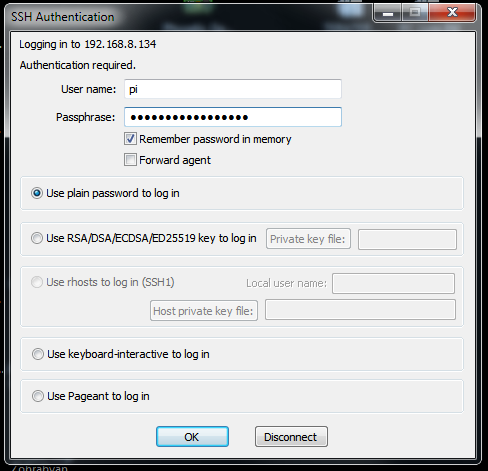 SSH Authentication
Logging in to 192.168.8.134
Authentication required.
User name: pi
Passphrase: ●●●●●●●●●●●●●●●●●
Remember password in memory
Forward agent
Use plain password to log in
Use RSA/DSA/ECDSA/ED25519 key to log in Private key file:
Use rhosts to log in (SSH1) Local user name:
Host private key file:
Use keyboard-interactive to log in
Use Pageant to log in
OK Disconnect